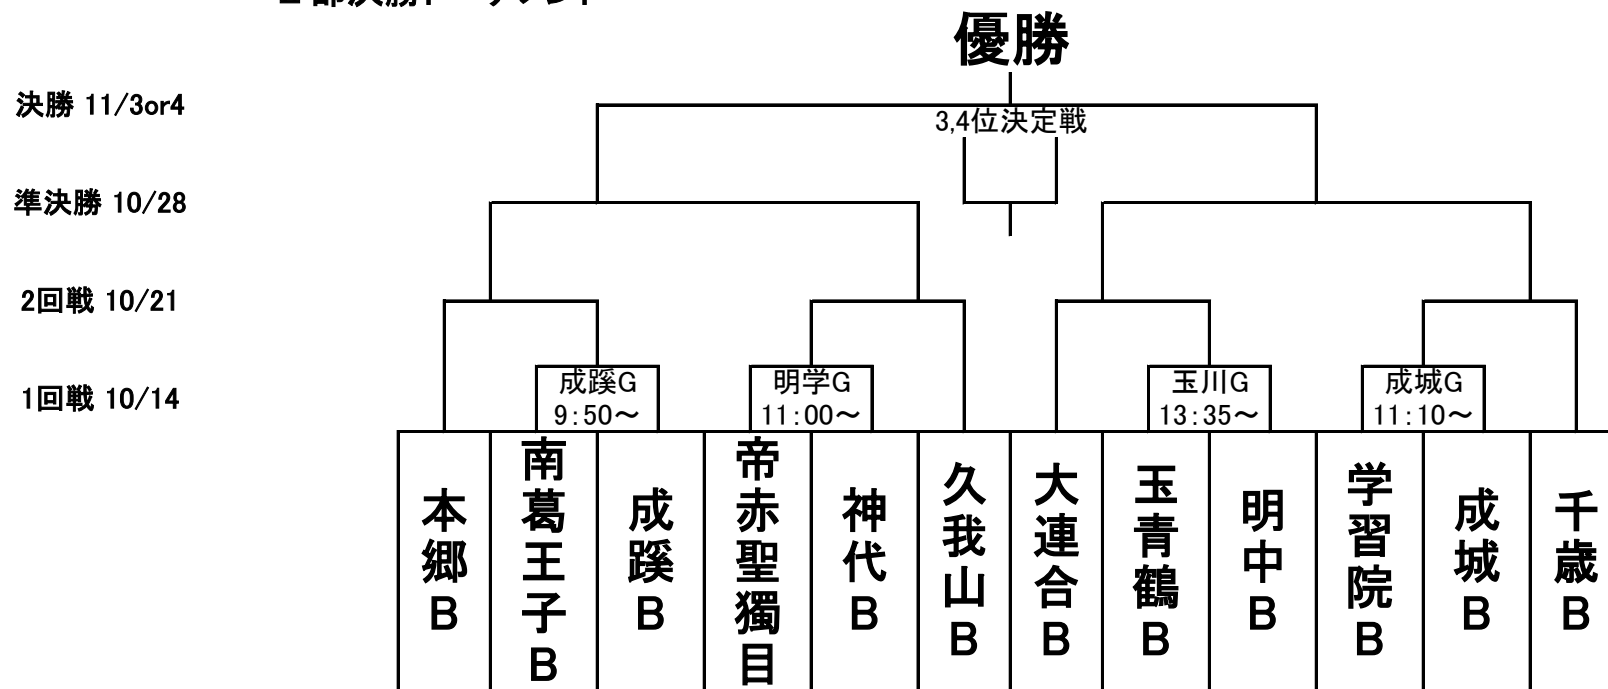 優勝
決勝 11/3or4
3,4位決定戦
準決勝 10/28
2回戦 10/21
1回戦 10/14
成蹊G
9:50～
明学G
11:00～
玉川G
13:35～
成城G
11:10～
本郷B
南葛王子B
成蹊B
帝赤聖獨目
神代B
久我山B
大連合B
玉青鶴B
明中B
学習院B
成城B
千歳B